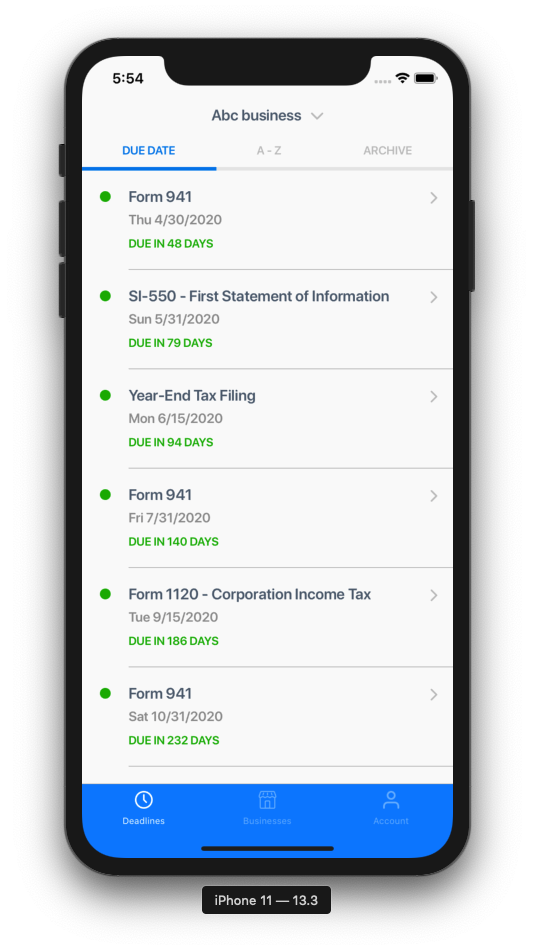 5:54
Abc business
DUE DATE A - Z ARCHIVE
Form 941
Thu 4/30/2020
DUE IN 48 DAYS
SI-550 - First Statement of Information
Sun 5/31/2020
DUE IN 79 DAYS
Year-End Tax Filing
Mon 6/15/2020
DUE IN 94 DAYS
Form 941
Fri 7/31/2020
DUE IN 140 DAYS
Form 1120 - Corporation Income Tax
Tue 9/15/2020
DUE IN 186 DAYS
Form 941
Sat 10/31/2020
DUE IN 232 DAYS
Deadlines Businesses Account
iPhone 11 — 13.3